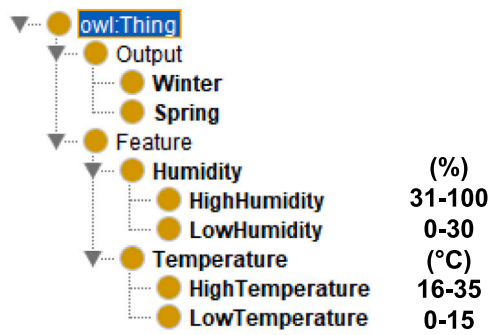 owl:Thing
Output
Winter
Spring
Feature
Humidity (%)
HighHumidity 31-100
LowHumidity 0-30
Temperature (°C)
HighTemperature 16-35
LowTemperature 0-15